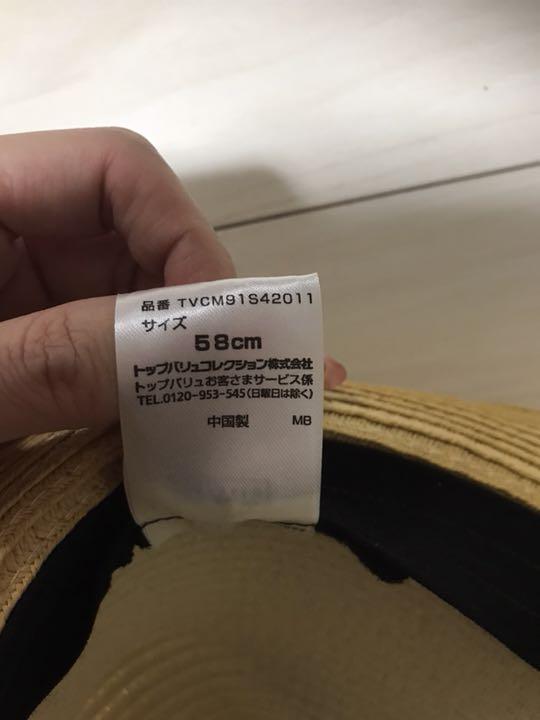 品番 TVCM91S42011
サイズ
58cm
トップバリュコレクション株式会社
トップバリュお客さまサービス係
TEL.0120-953-545(日曜日は除く)
中国製 MB